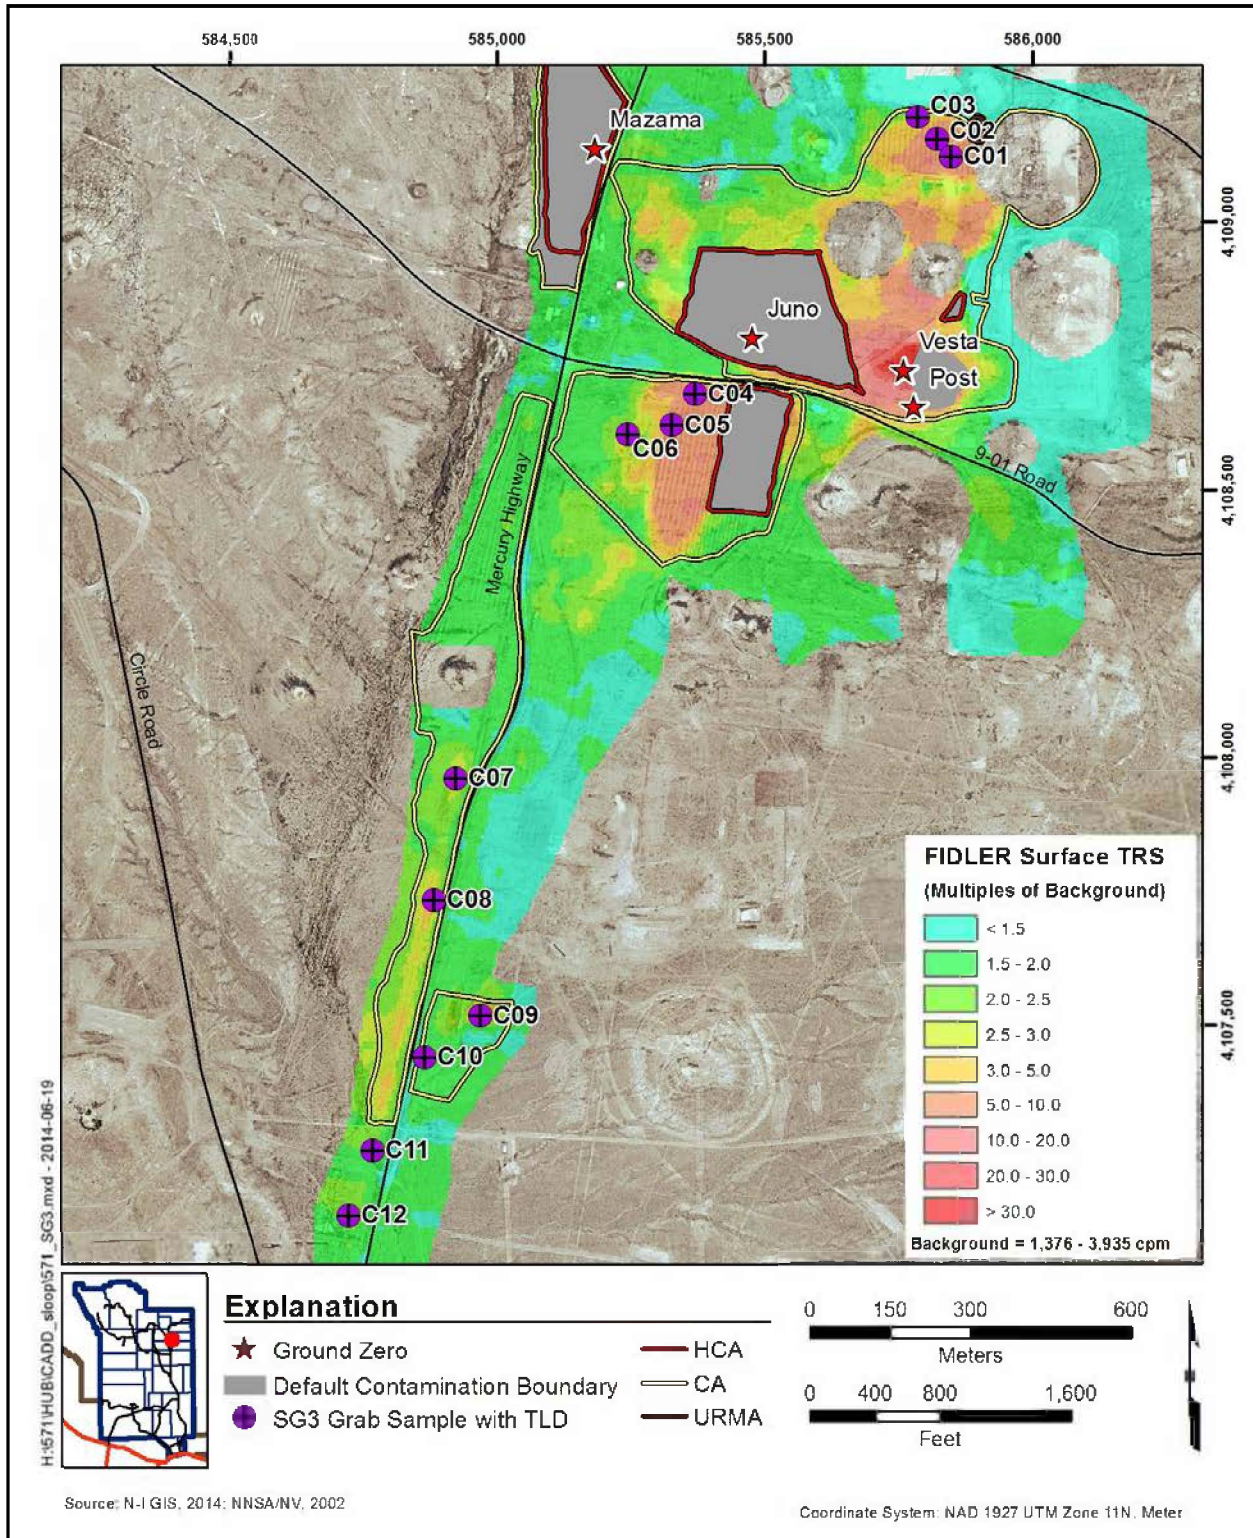 584,500
585,000
585,500
586,000
Mazama
C03
C02
C01
4,109,000
Juno
Vesta
Post
C04
C05
C06
9-01 Road
4,108,500
Mercury Highway
Circle Road
4,108,000
C07
C08
C09
C10
C11
C12
4,107,500
FIDLER Surface TRS
(Multiples of Background)
< 1.5
1.5 - 2.0
2.0 - 2.5
2.5 - 3.0
3.0 - 5.0
5.0 - 10.0
10.0 - 20.0
20.0 - 30.0
> 30.0
Background = 1,376 - 3,935 cpm
H:\571\HUB\CADD_sloop\571_SG3.mxd - 2014-06-19
Explanation
Ground Zero
Default Contamination Boundary
SG3 Grab Sample with TLD
HCA
CA
URMA
0 150 300 600
Meters
0 400 800 1,600
Feet
Source: N-I GIS, 2014; NNSA/NV, 2002
Coordinate System: NAD 1927 UTM Zone 11N, Meter